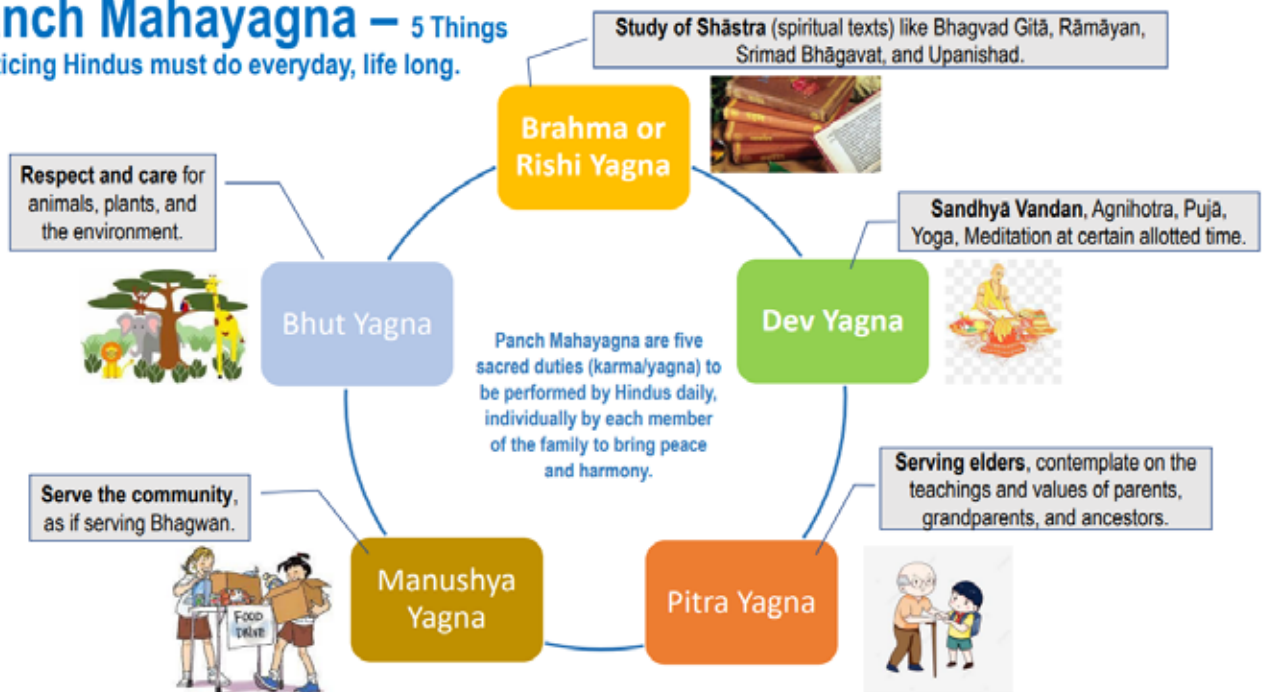 nch Mahayagna – 5 Things
icing Hindus must do everyday, life long.
Study of Shāstra (spiritual texts) like Bhagvad Gitā, Rāmāyan,
Srimad Bhāgavat, and Upanishad.
Brahma or
Rishi Yagna
Respect and care for
animals, plants, and
the environment.
Sandhyā Vandan, Agnihotra, Pujā,
Yoga, Meditation at certain allotted time.
Bhut Yagna
Dev Yagna
Panch Mahayagna are five
sacred duties (karma/yagna) to
be performed by Hindus daily,
individually by each member
of the family to bring peace
and harmony.
Serving elders, contemplate on the
teachings and values of parents,
grandparents, and ancestors.
Serve the community,
as if serving Bhagwan.
Manushya
Yagna
Pitra Yagna
FOOD
DRIVE